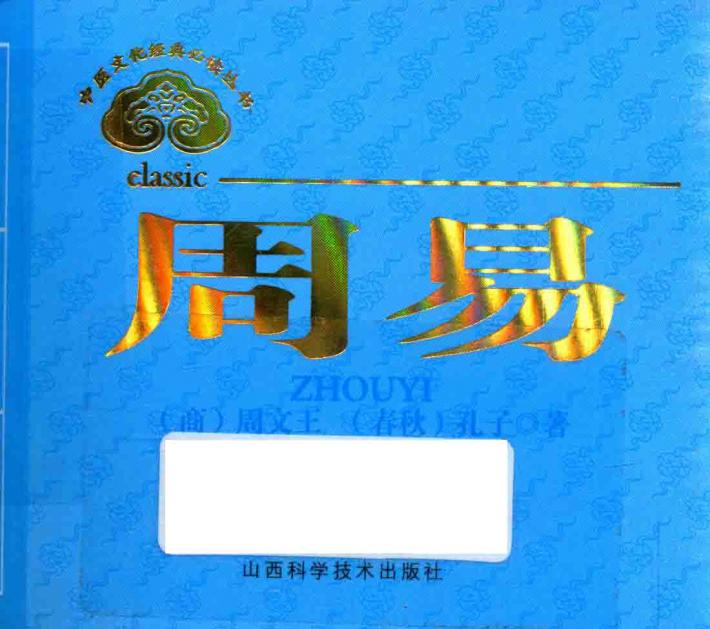 中医文化经典必读丛书
classic
周易
ZHOUYI
（商）周文王 （春秋）孔子◎著
山西科学技术出版社